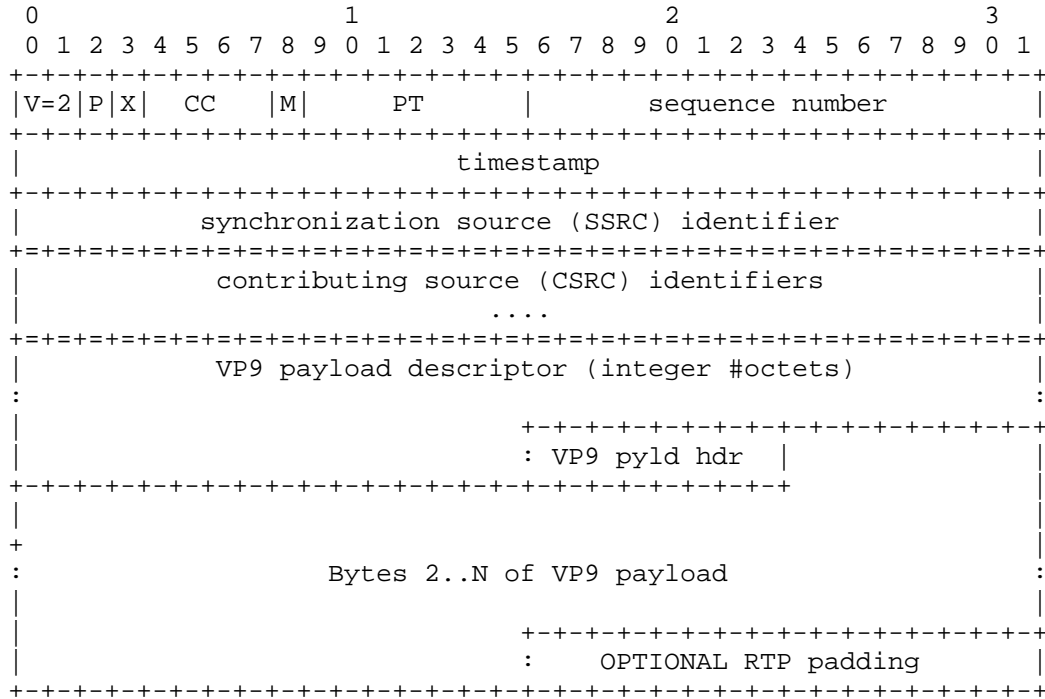 0                   1                   2                   3
 0 1 2 3 4 5 6 7 8 9 0 1 2 3 4 5 6 7 8 9 0 1 2 3 4 5 6 7 8 9 0 1
+-+-+-+-+-+-+-+-+-+-+-+-+-+-+-+-+-+-+-+-+-+-+-+-+-+-+-+-+-+-+-+-+
|V=2|P|X|  CC   |M|     PT      |       sequence number         |
+-+-+-+-+-+-+-+-+-+-+-+-+-+-+-+-+-+-+-+-+-+-+-+-+-+-+-+-+-+-+-+-+
|                           timestamp                           |
+-+-+-+-+-+-+-+-+-+-+-+-+-+-+-+-+-+-+-+-+-+-+-+-+-+-+-+-+-+-+-+-+
|           synchronization source (SSRC) identifier            |
+=+=+=+=+=+=+=+=+=+=+=+=+=+=+=+=+=+=+=+=+=+=+=+=+=+=+=+=+=+=+=+=+
|            contributing source (CSRC) identifiers             |
|                             ....                              |
+=+=+=+=+=+=+=+=+=+=+=+=+=+=+=+=+=+=+=+=+=+=+=+=+=+=+=+=+=+=+=+=+
|            VP9 payload descriptor (integer #octets)           |
:                                                               :
|                               +-+-+-+-+-+-+-+-+-+-+-+-+-+-+-+-+
|                               : VP9 pyld hdr  |               |
+-+-+-+-+-+-+-+-+-+-+-+-+-+-+-+-+-+-+-+-+-+-+-+-+               |
|                                                               |
+                                                               |
:                   Bytes 2..N of VP9 payload                   :
|                                                               |
|                               +-+-+-+-+-+-+-+-+-+-+-+-+-+-+-+-+
|                               :    OPTIONAL RTP padding       |
+-+-+-+-+-+-+-+-+-+-+-+-+-+-+-+-+-+-+-+-+-+-+-+-+-+-+-+-+-+-+-+-+